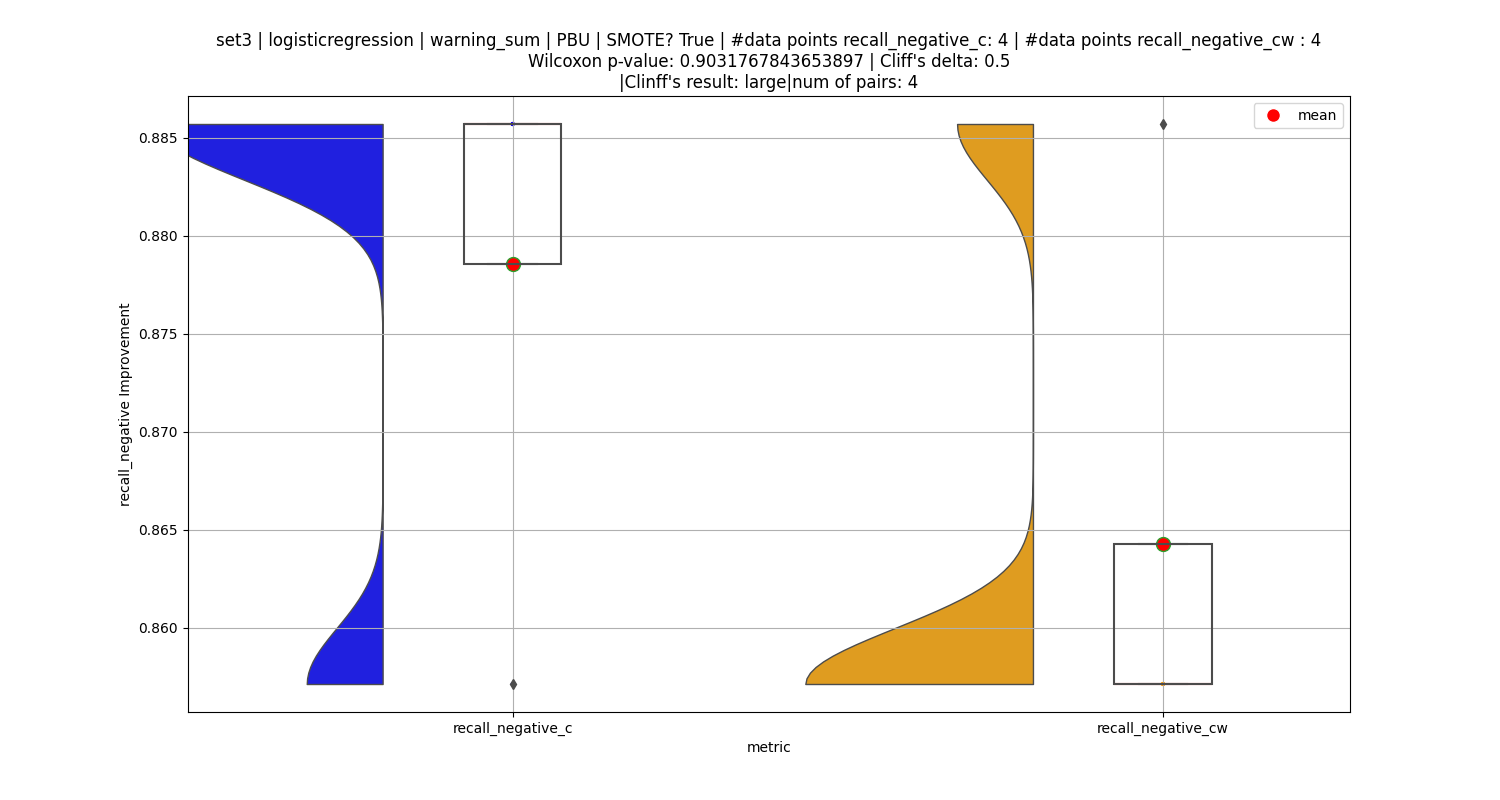 set3 | logisticregression | warning_sum | PBU | SMOTE? True | #data points recall_negative_c: 4 | #data points recall_negative_cw : 4
Wilcoxon p-value: 0.9031767843653897 | Cliff's delta: 0.5
|Clinff's result: large|num of pairs: 4
mean
0.885
0.880
0.875
0.870
0.865
0.860
recall_negative Improvement
recall_negative_c
recall_negative_cw
metric